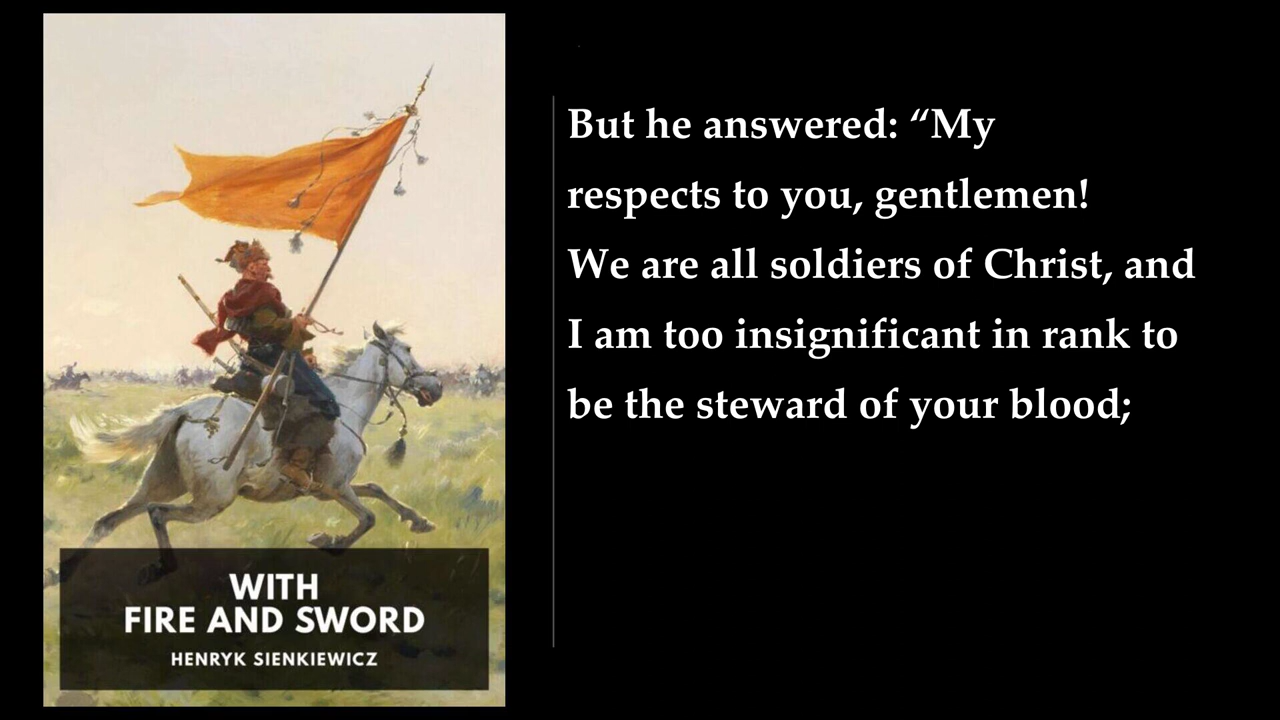 WITH
FIRE AND SWORD
HENRYK SIENKIEWICZ
But he answered: “My
respects to you, gentlemen!
We are all soldiers of Christ, and
I am too insignificant in rank to
be the steward of your blood;